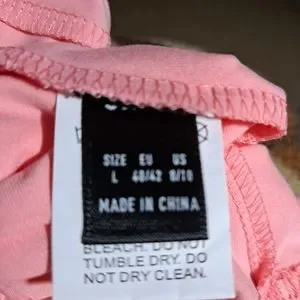 SIZE EU US
L 40/42 8/10
MADE IN CHINA
BLEACH. DO NOT
TUMBLE DRY. DO
NOT DRY CLEAN.